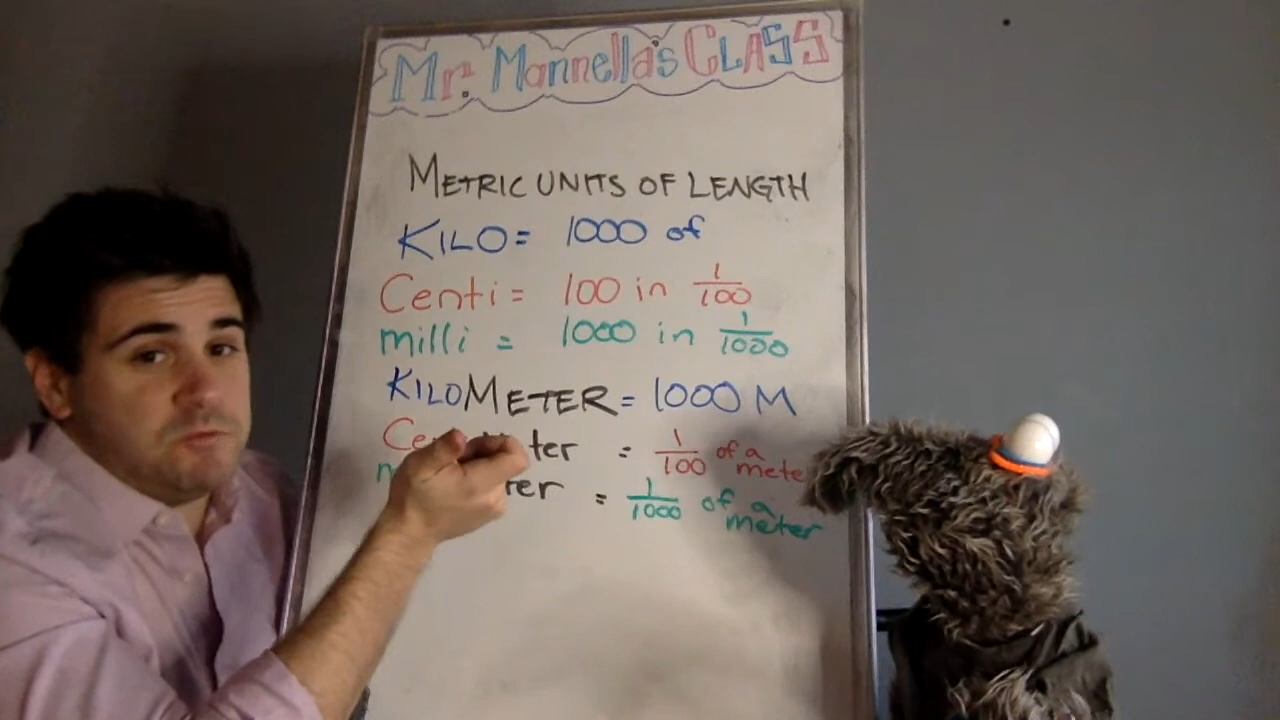 Mr. Mannella's CLASS
METRIC UNITS OF LENGTH
KILO = 1000 of
Centi = 100 in 1/100
milli = 1000 in 1/1000
KILOMETER = 1000 M
= 1/100 of a meter
= 1/1000 of a meter